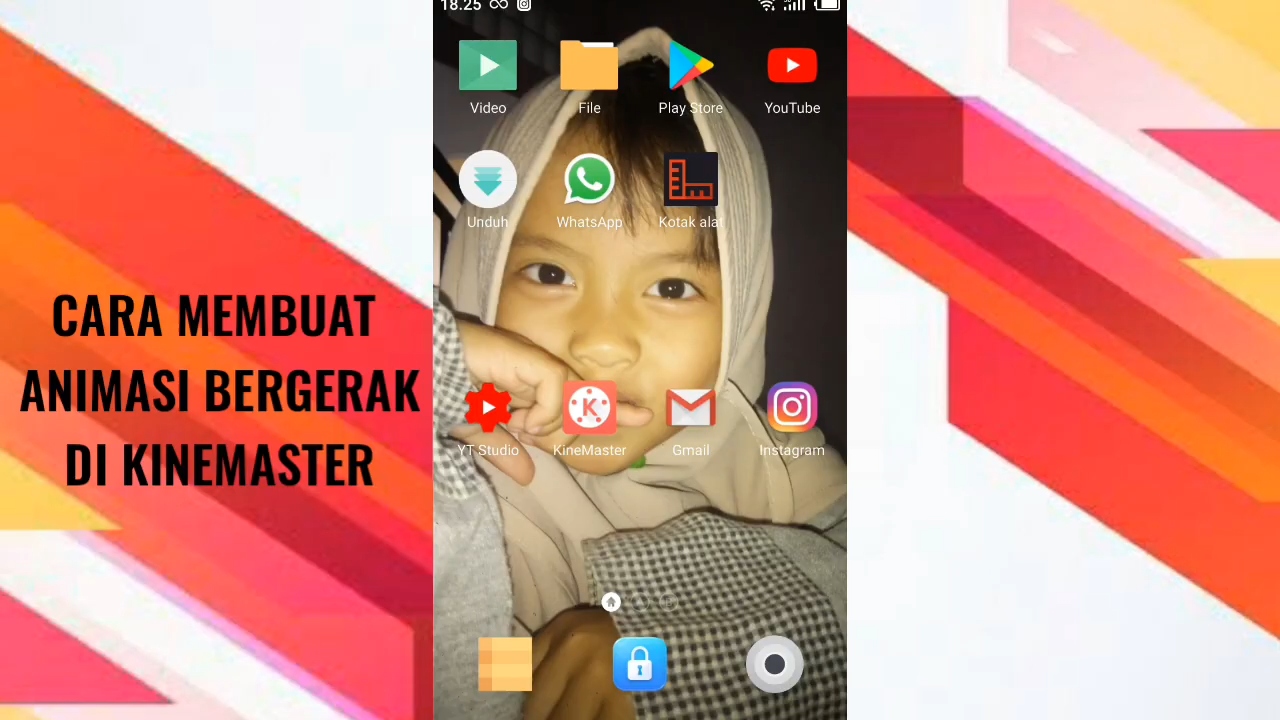 18.25
Video File Play Store YouTube
Unduh WhatsApp Kotak alat
CARA MEMBUAT
ANIMASI BERGERAK
DI KINEMASTER
YT Studio KineMaster Gmail Instagram